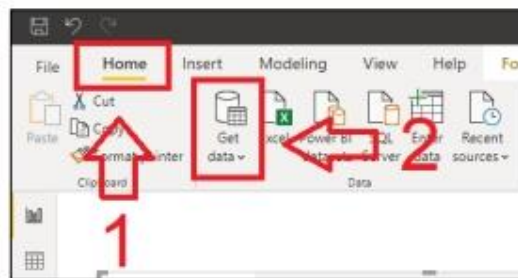 File Home Insert Modeling View Help Fo
Cut
Copy
Paste
Format painter
Get data
Excel
Power BI
SQL Server
Enter data
Recent sources
Clipboard
Data
1
2